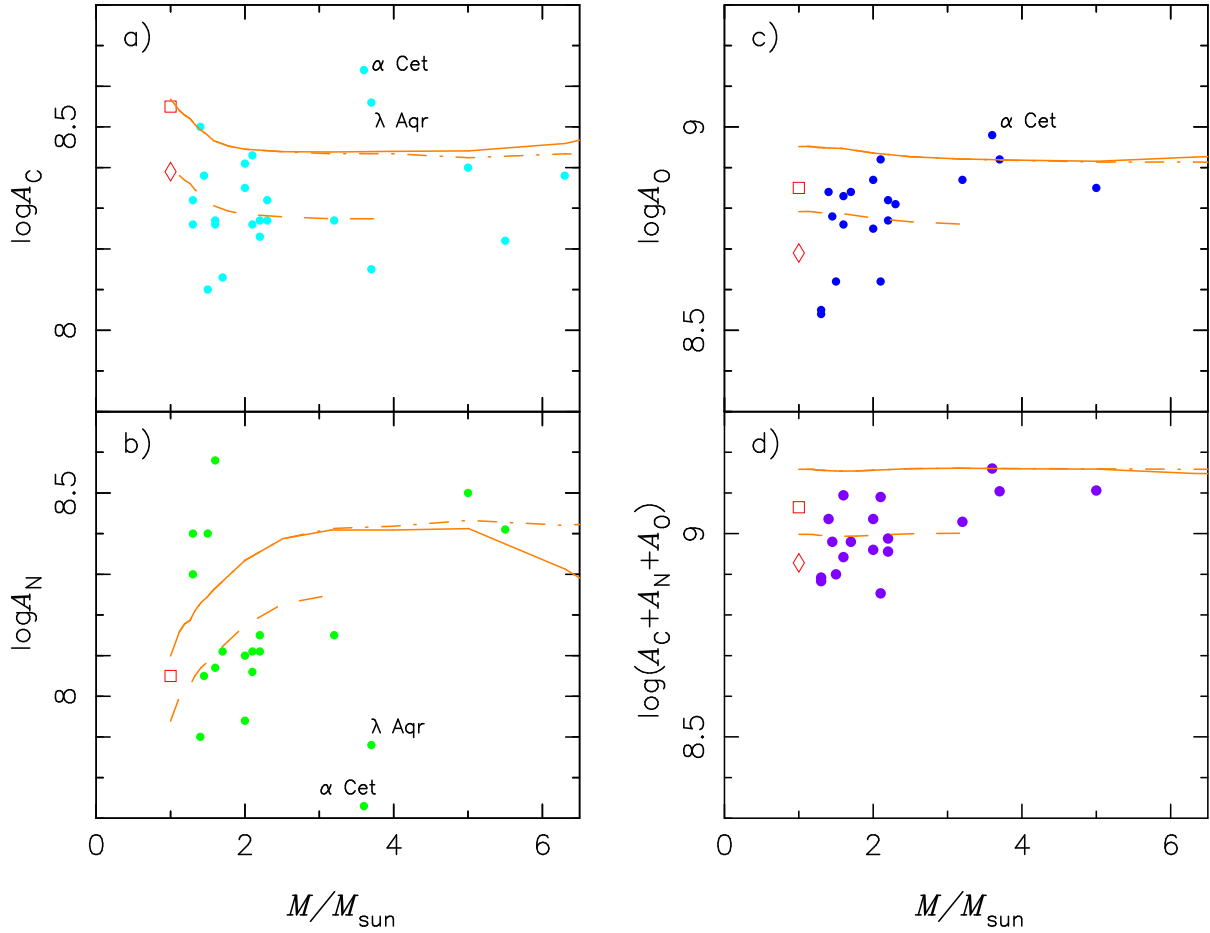 a)
α Cet
λ Aqr
8.5
8
logA_C
c)
α Cet
9
8.5
logA_O
b)
8.5
8
logA_N
λ Aqr
α Cet
0 2 4 6
M/M_sun
d)
9
8.5
log(A_C+A_N+A_O)
0 2 4 6
M/M_sun